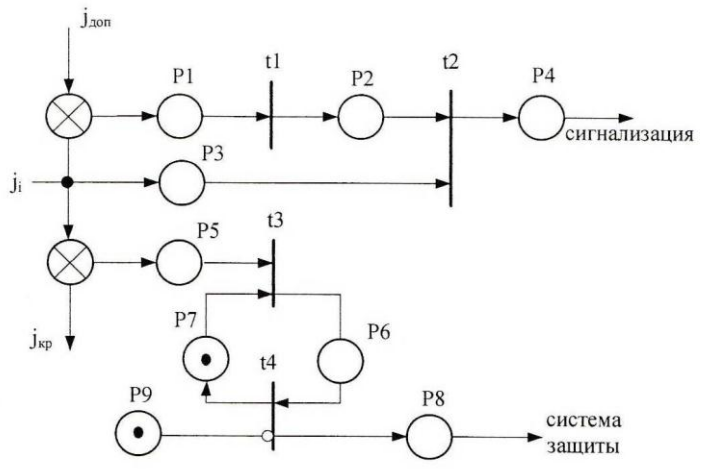 jдоп
P1
t1
P2
t2
P4
сигнализация
P3
ji
P5
t3
jкр
P7
P6
t4
P9
P8
система
защиты